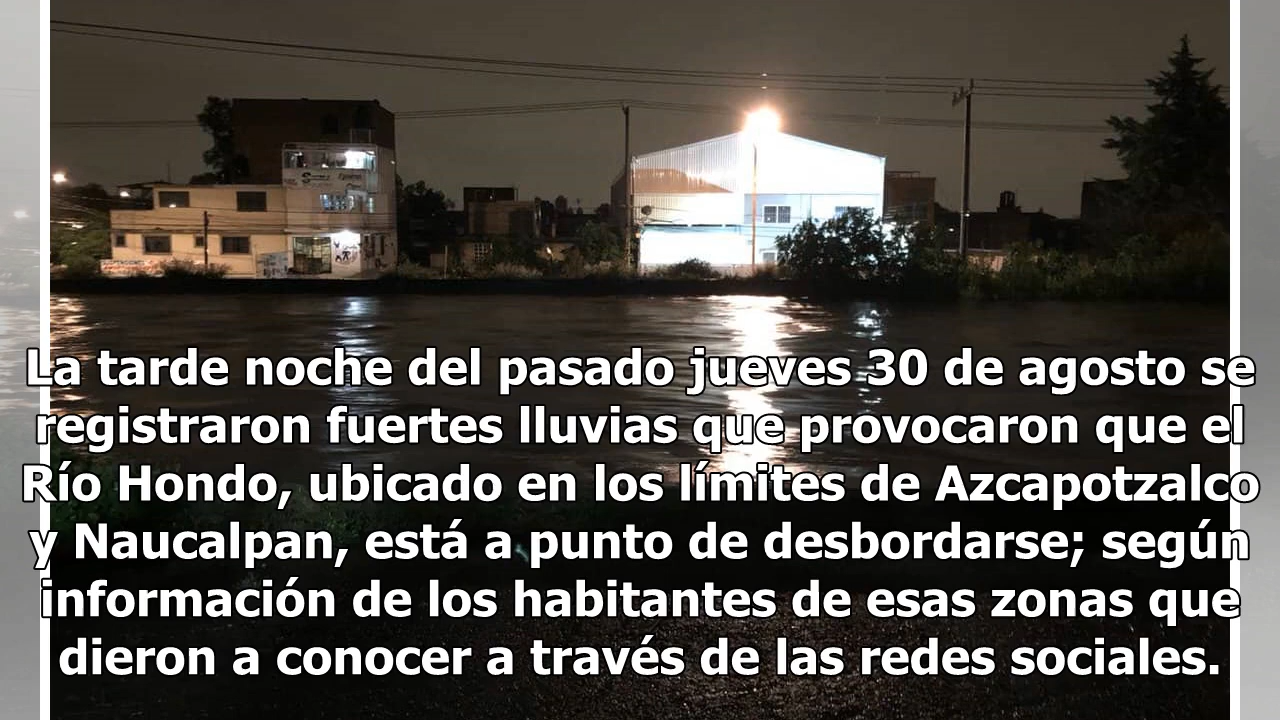 La tarde noche del pasado jueves 30 de agosto se
registraron fuertes lluvias que provocaron que el
Río Hondo, ubicado en los límites de Azcapotzalco
y Naucalpan, está a punto de desbordarse; según
información de los habitantes de esas zonas que
dieron a conocer a través de las redes sociales.